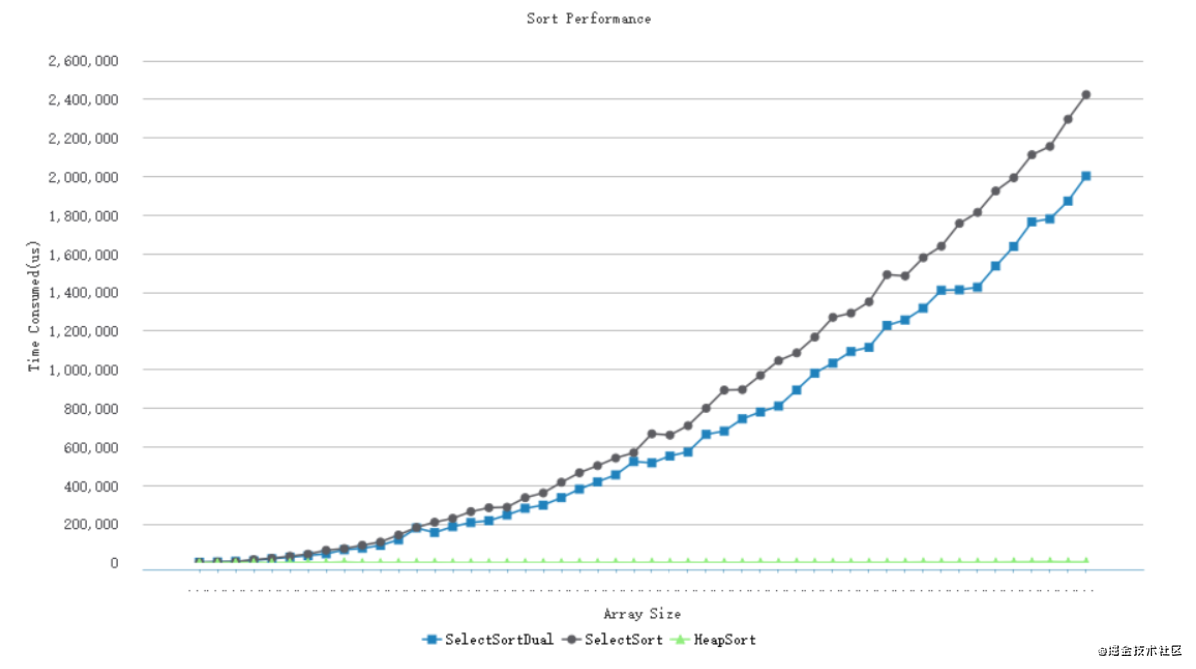 Sort Performance
2,600,000
2,400,000
2,200,000
2,000,000
1,800,000
1,600,000
1,400,000
1,200,000
1,000,000
800,000
600,000
400,000
200,000
0
Time Consumed(us)
Array Size
SelectSortDual SelectSort HeapSort
@掘金技术社区